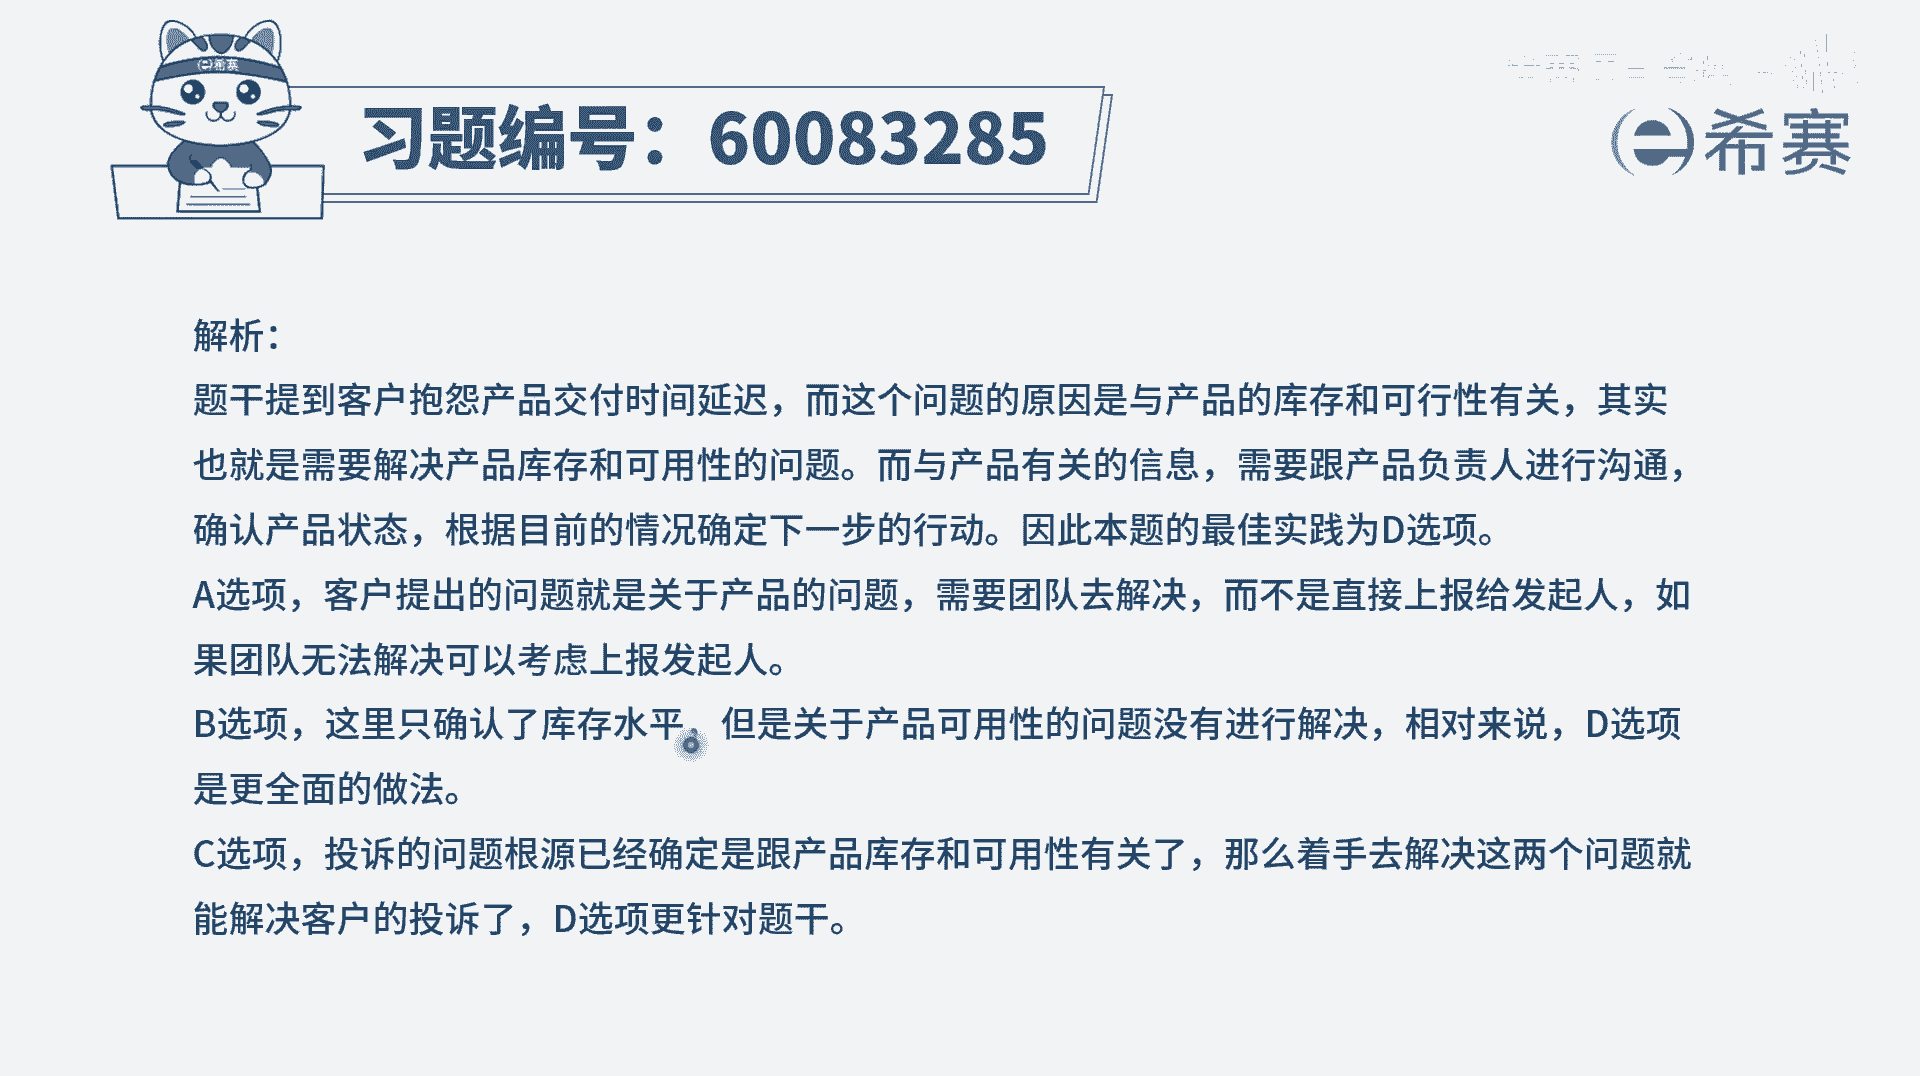 希赛
习题编号：60083285
希赛
解析：
题干提到客户抱怨产品交付时间延迟，而这个问题的原因是与产品的库存和可行性有关，其实
也就是需要解决产品库存和可用性的问题。而与产品有关的信息，需要跟产品负责人进行沟通，
确认产品状态，根据目前的情况确定下一步的行动。因此本题的最佳实践为D选项。
A选项，客户提出的问题就是关于产品的问题，需要团队去解决，而不是直接上报给发起人，如
果团队无法解决可以考虑上报发起人。
B选项，这里只确认了库存水平，但是关于产品可用性的问题没有进行解决，相对来说，D选项
是更全面的做法。
C选项，投诉的问题根源已经确定是跟产品库存和可用性有关了，那么着手去解决这两个问题就
能解决客户的投诉了，D选项更针对题干。